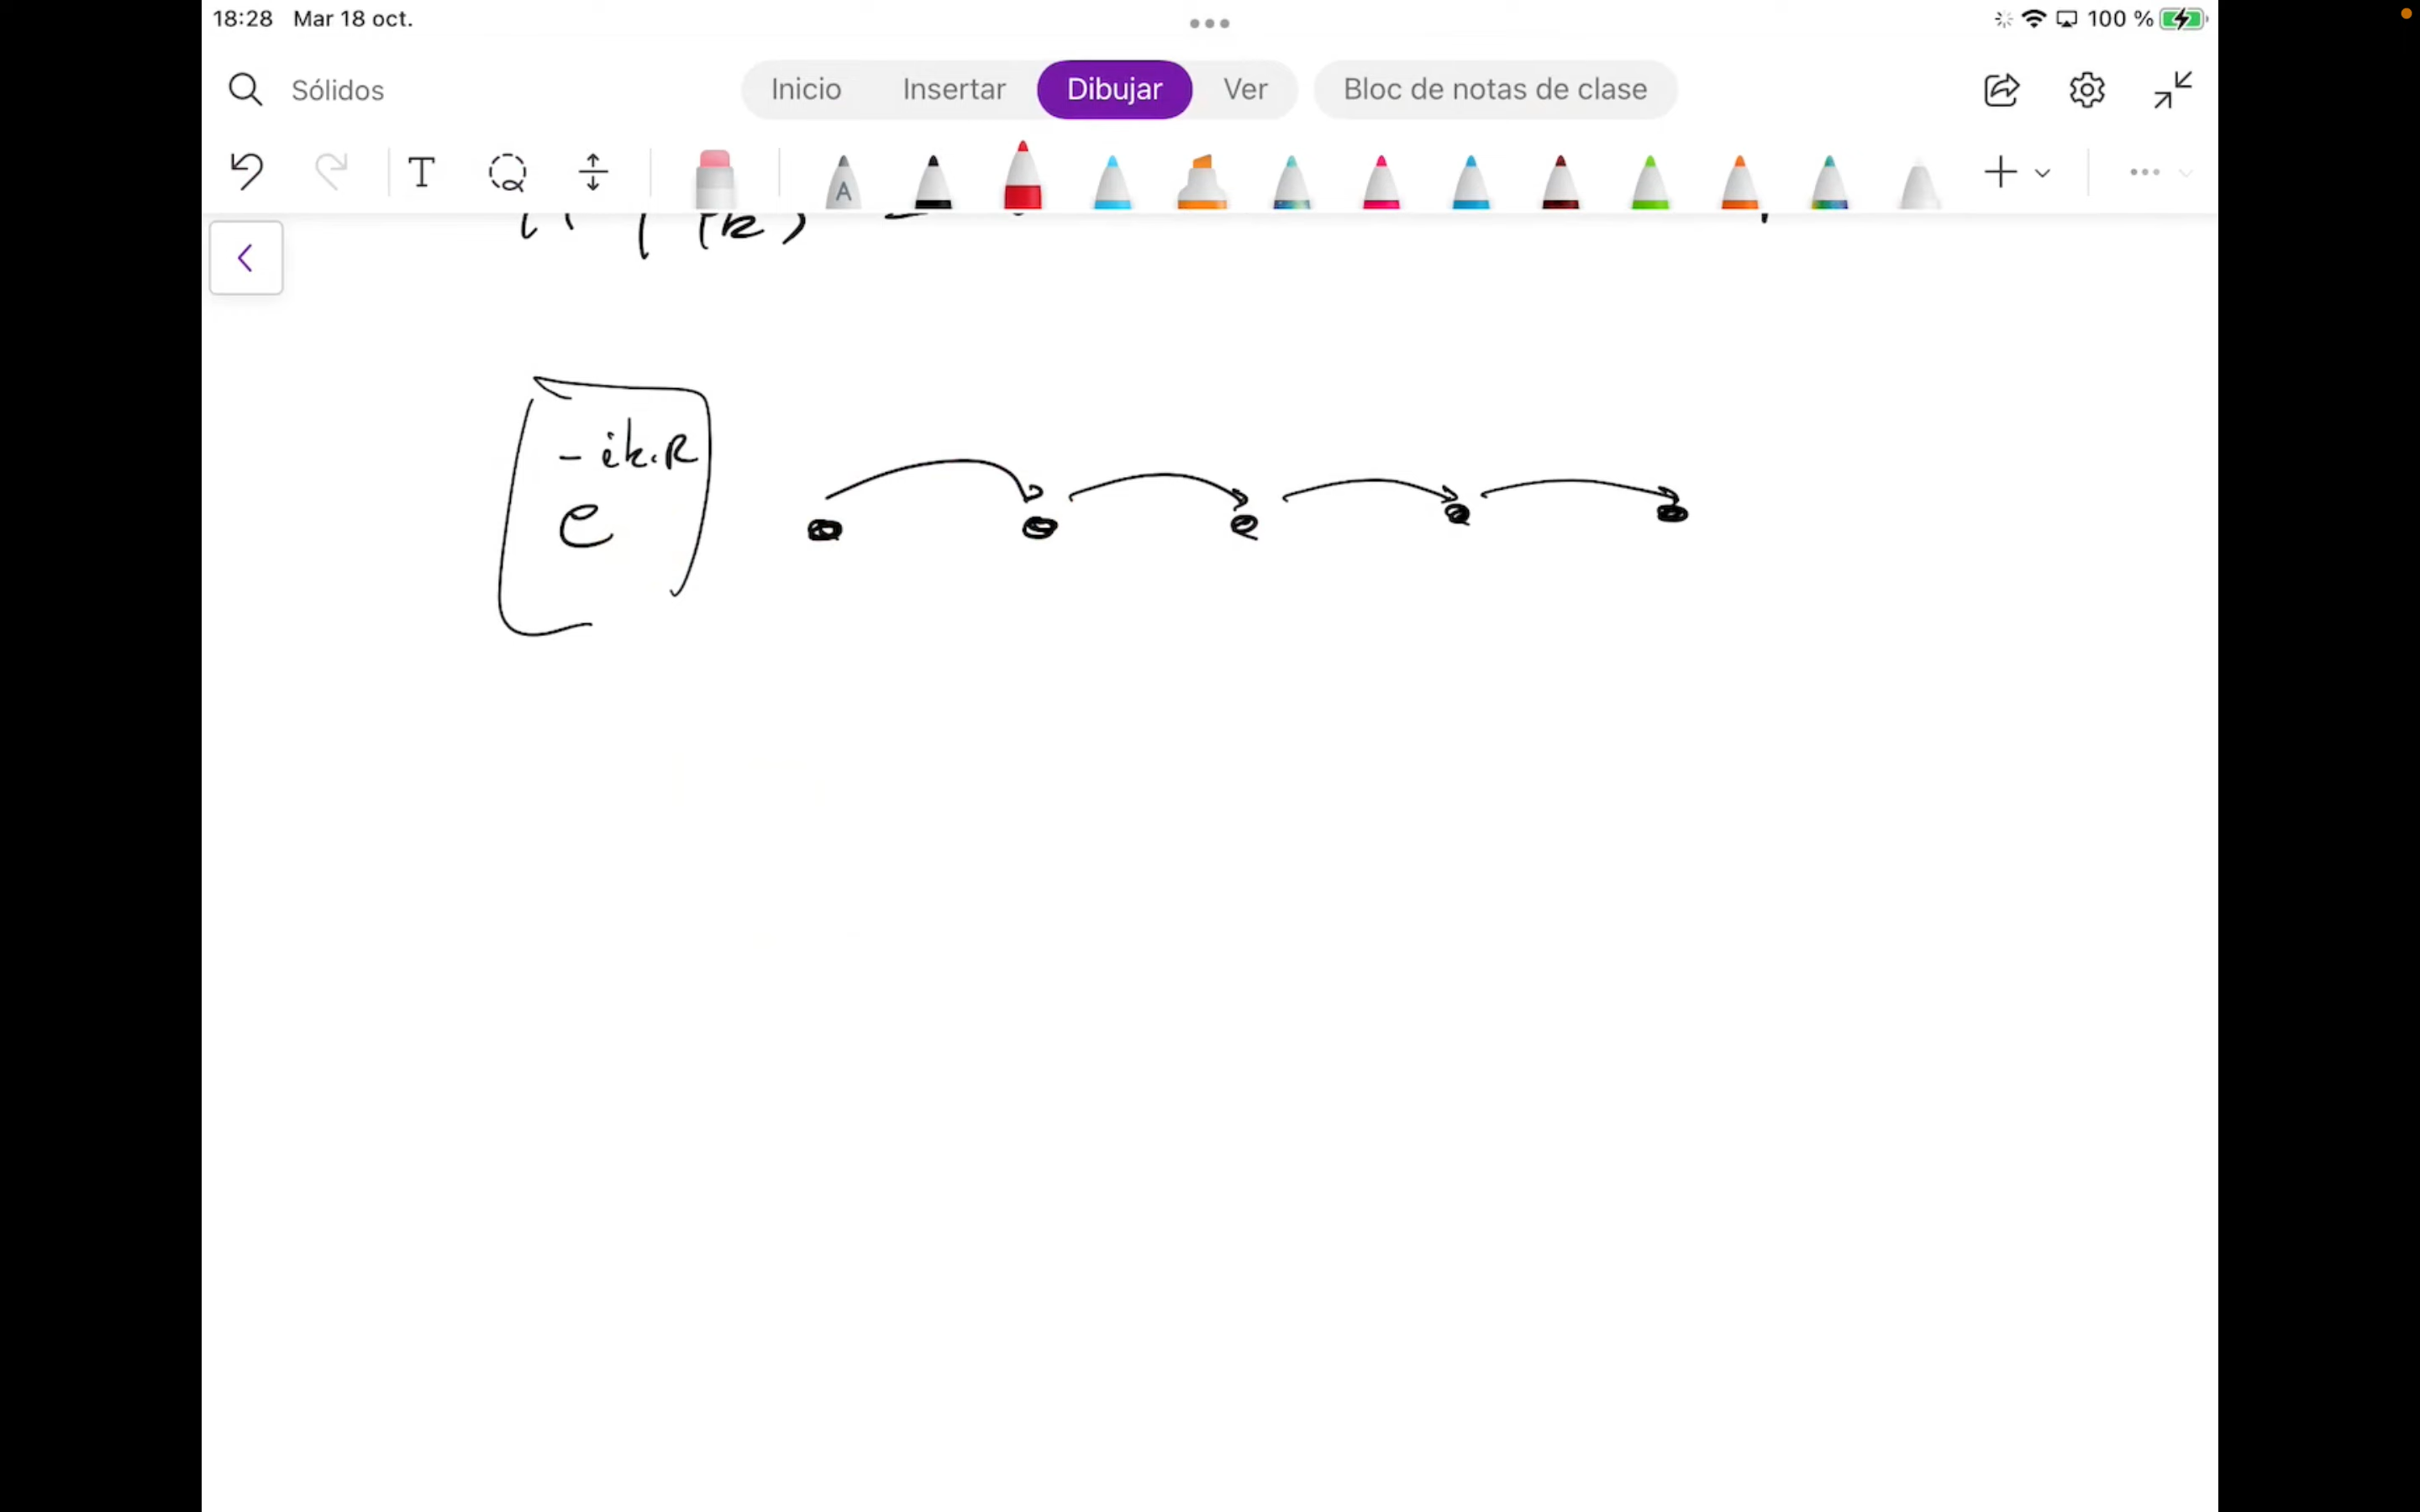 18:28 Mar 18 oct. 100 %
Sólidos Inicio Insertar Dibujar Ver Bloc de notas de clase
T A
-ik.R
e